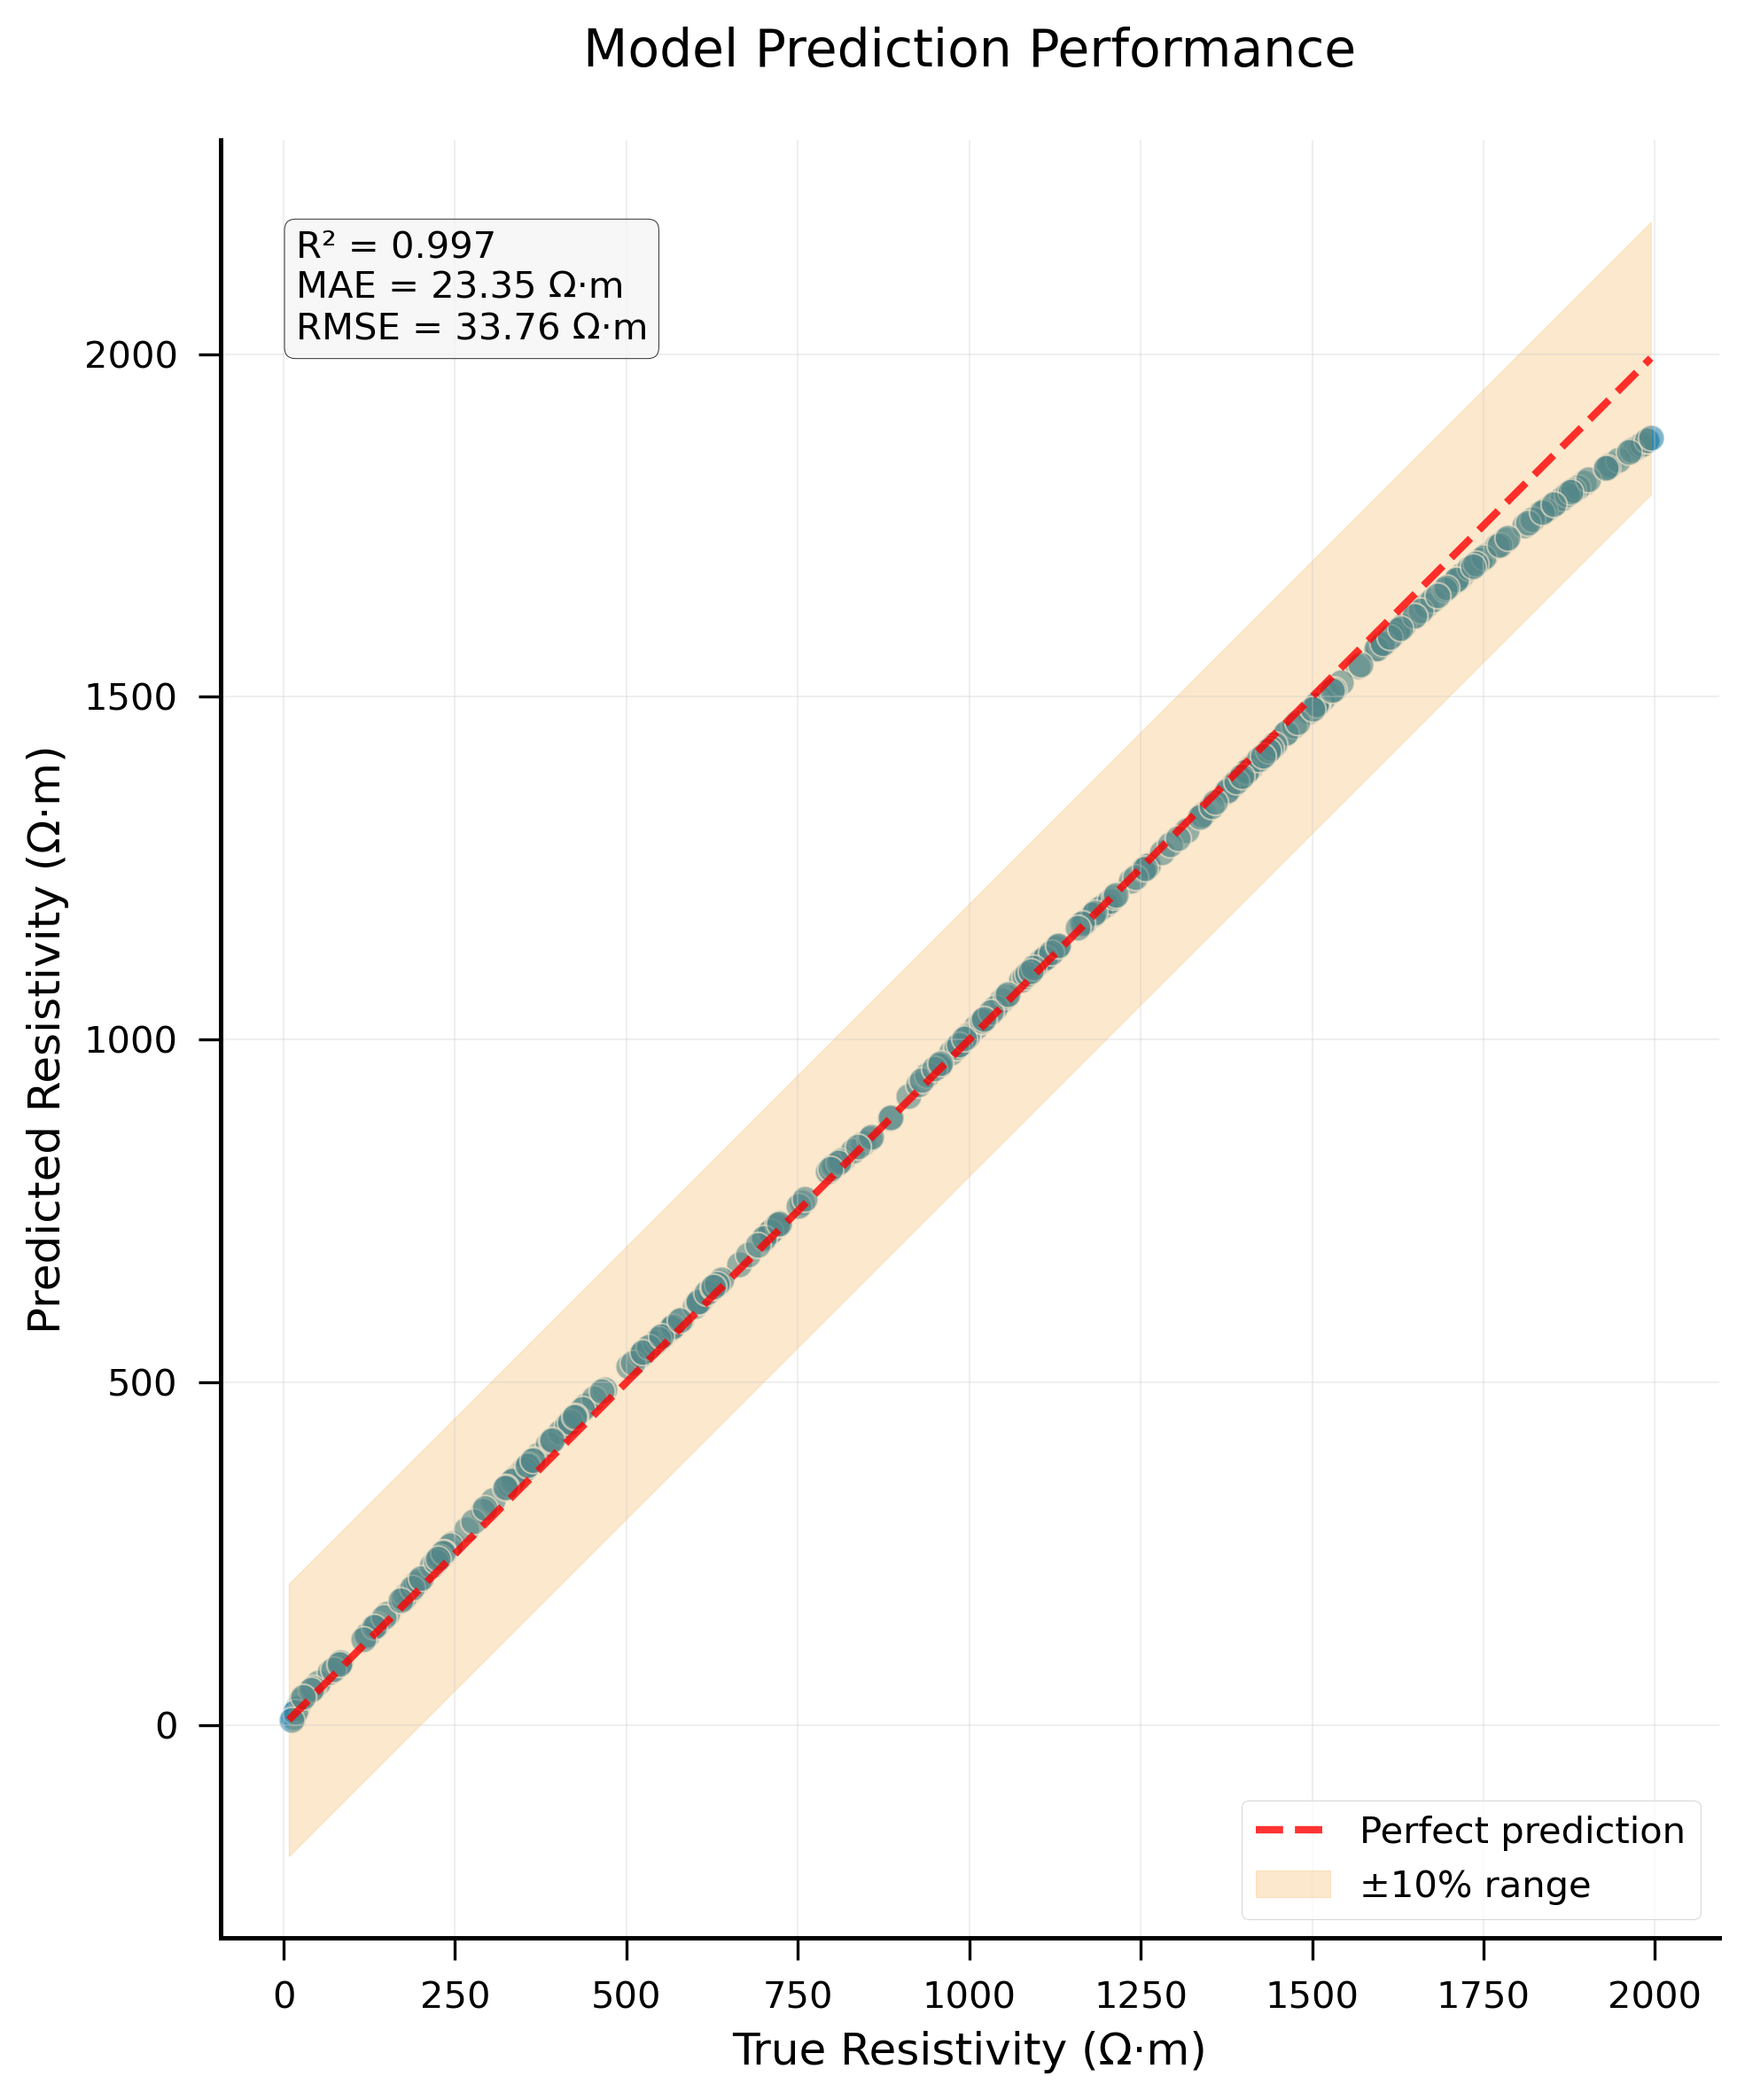 Model Prediction Performance
R² = 0.997
MAE = 23.35 Ω·m
RMSE = 33.76 Ω·m
2000
1500
1000
500
0
Predicted Resistivity (Ω·m)
Perfect prediction
±10% range
0 250 500 750 1000 1250 1500 1750 2000
True Resistivity (Ω·m)